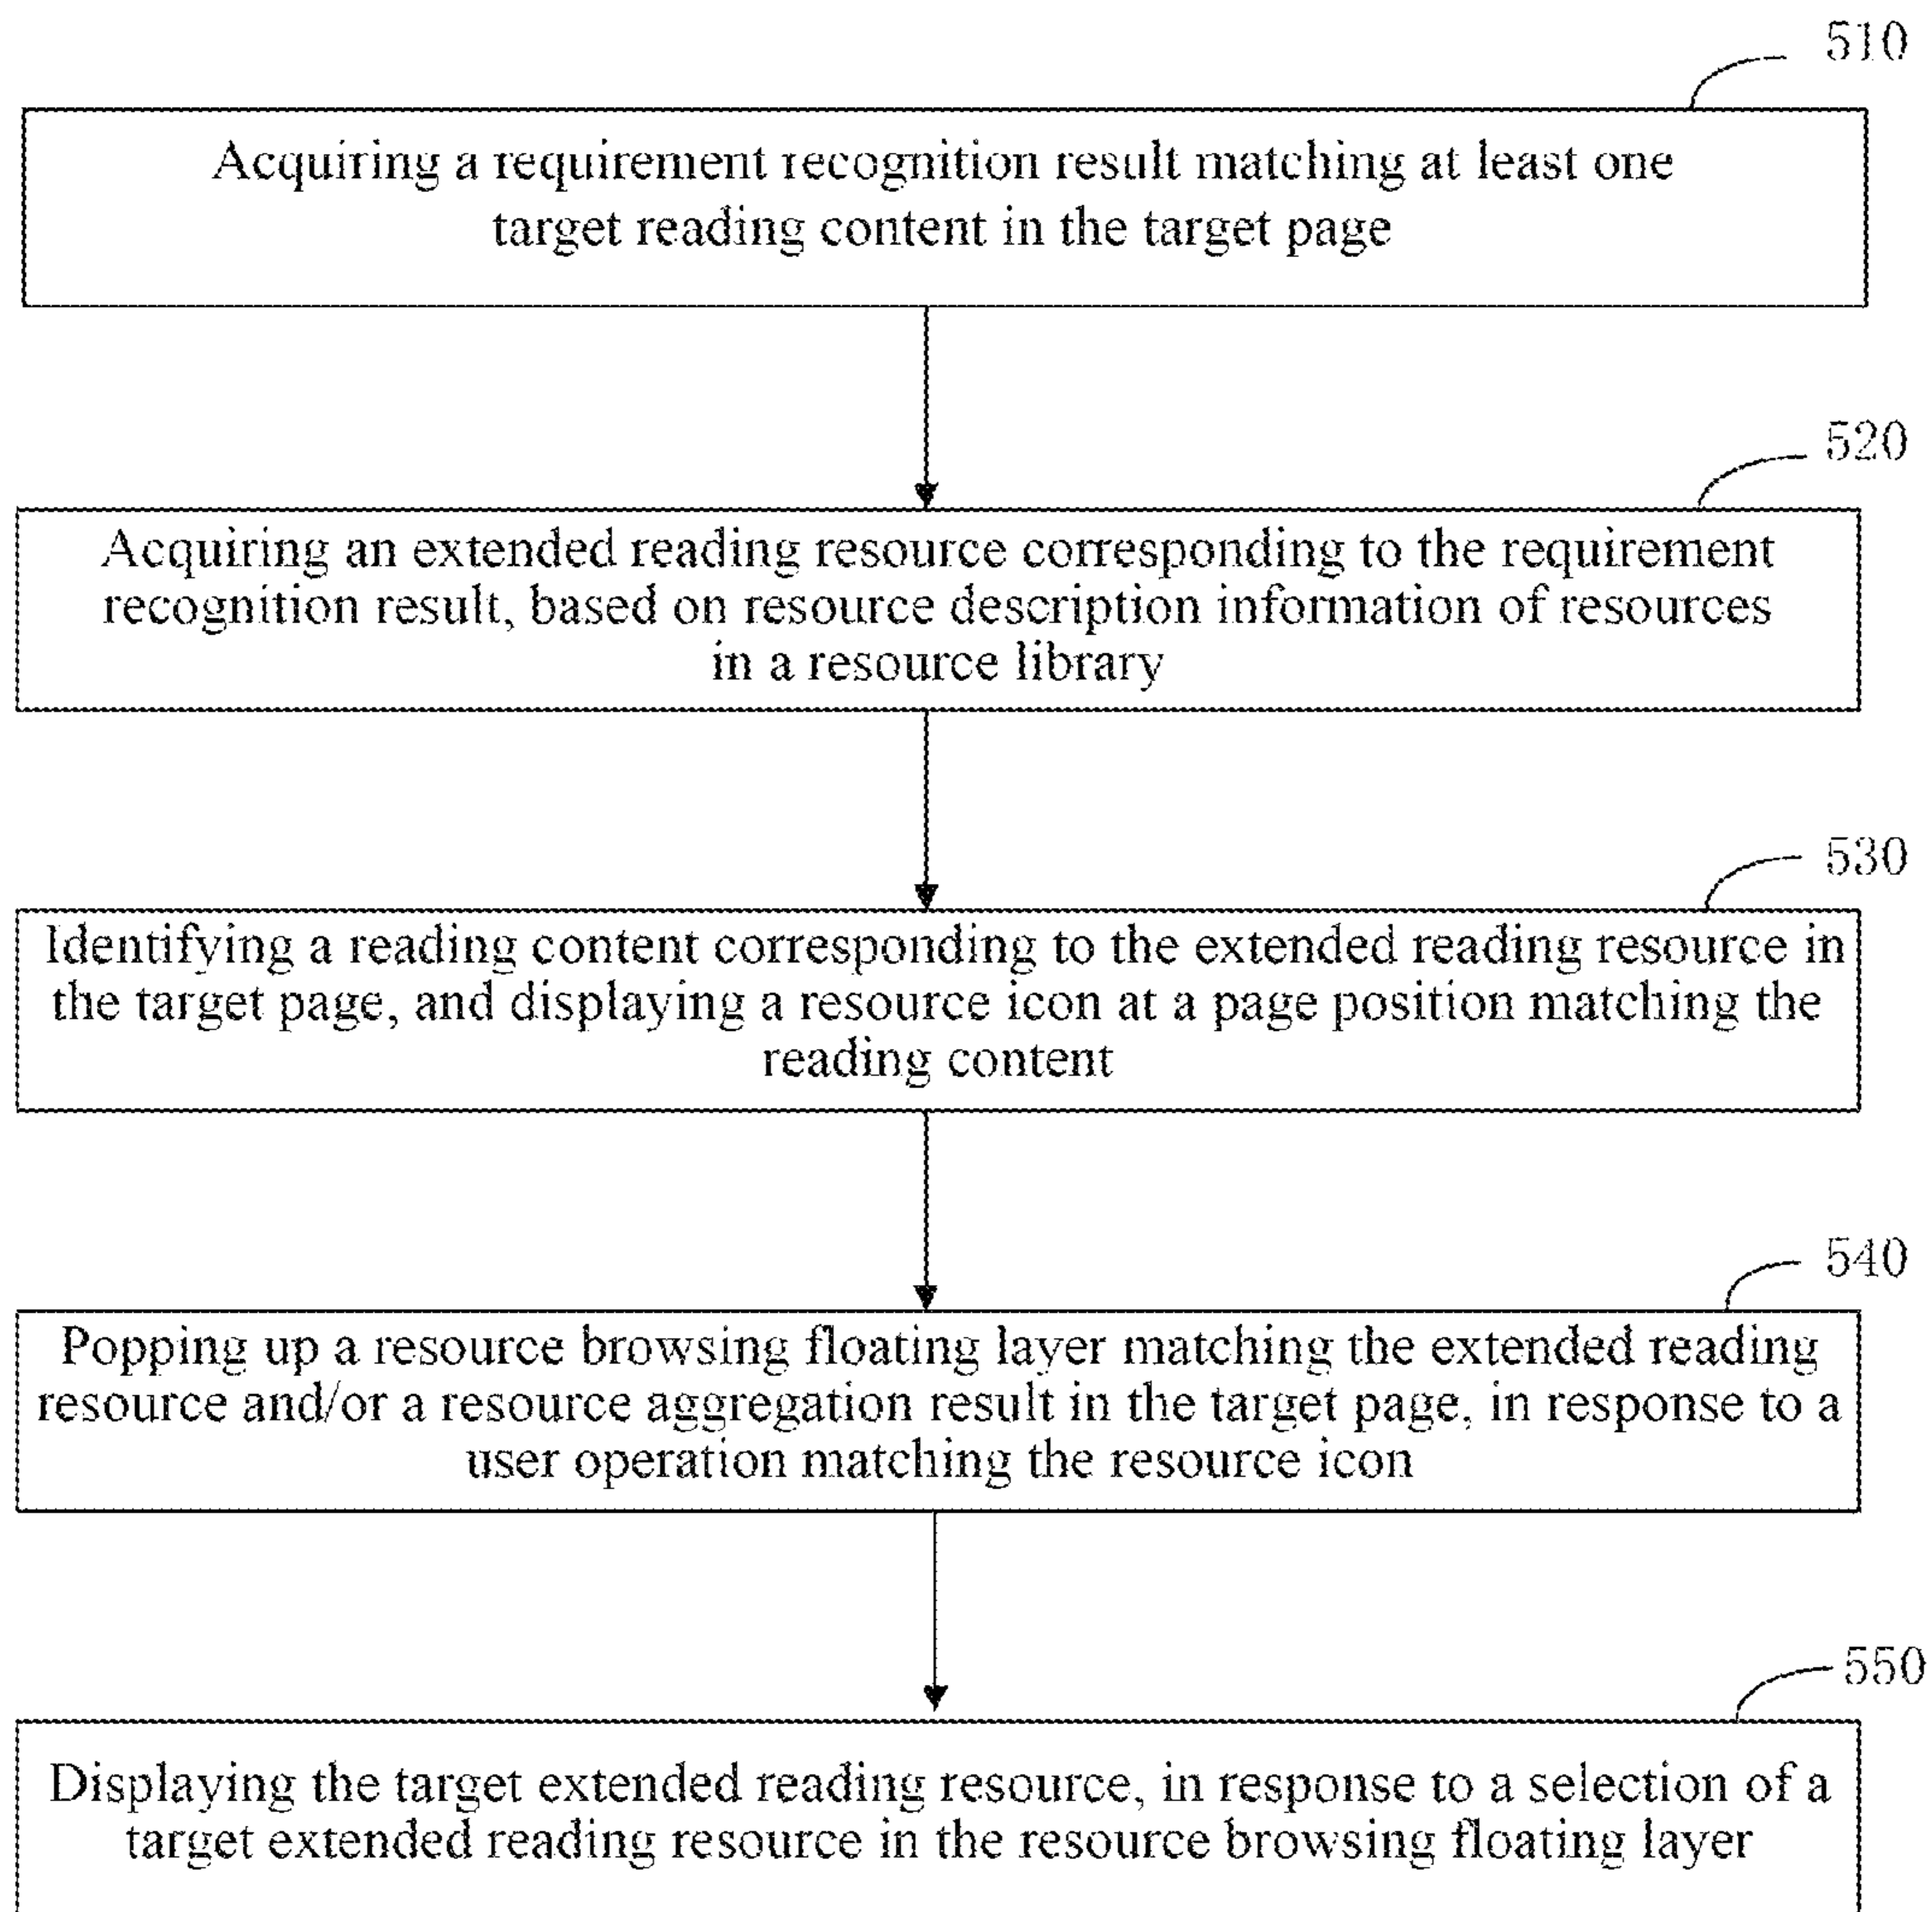 510
Acquiring a requirement recognition result matching at least one
target reading content in the target page
520
Acquiring an extended reading resource corresponding to the requirement
recognition result, based on resource description information of resources
in a resource library
530
Identifying a reading content corresponding to the extended reading resource in
the target page, and displaying a resource icon at a page position matching the
reading content
540
Popping up a resource browsing floating layer matching the extended reading
resource and/or a resource aggregation result in the target page, in response to a
user operation matching the resource icon
550
Displaying the target extended reading resource, in response to a selection of a
target extended reading resource in the resource browsing floating layer